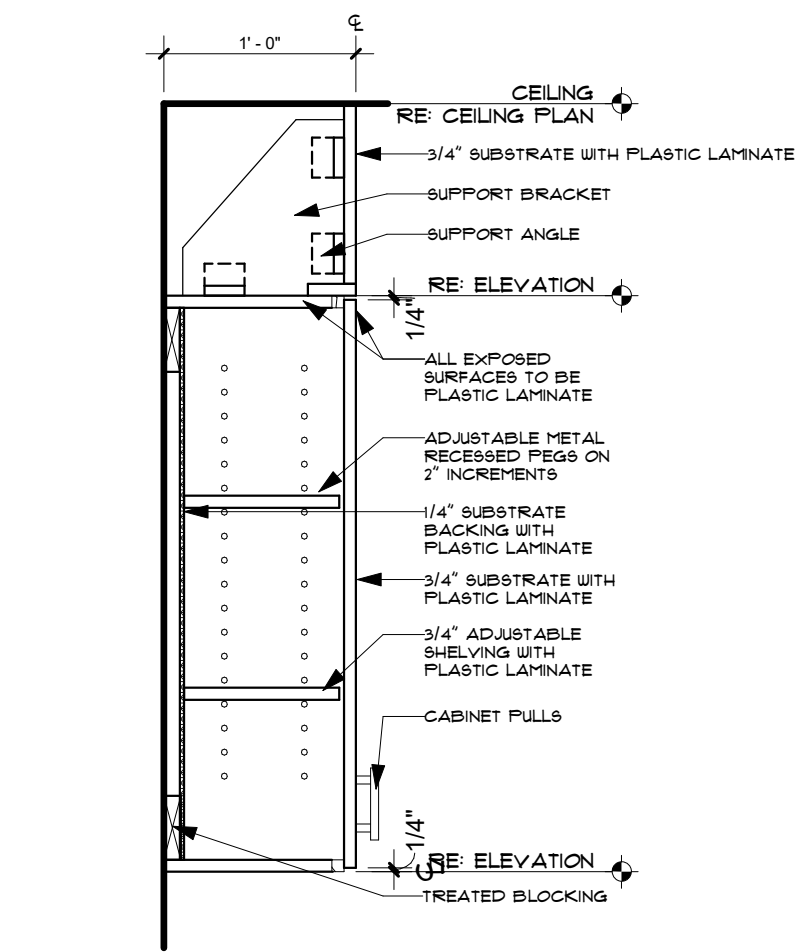 ℄
1' - 0"
CEILING
RE: CEILING PLAN
3/4" SUBSTRATE WITH PLASTIC LAMINATE
SUPPORT BRACKET
SUPPORT ANGLE
RE: ELEVATION
1/4"
ALL EXPOSED
SURFACES TO BE
PLASTIC LAMINATE
ADJUSTABLE METAL
RECESSED PEGS ON
2" INCREMENTS
1/4" SUBSTRATE
BACKING WITH
PLASTIC LAMINATE
3/4" SUBSTRATE WITH
PLASTIC LAMINATE
3/4" ADJUSTABLE
SHELVING WITH
PLASTIC LAMINATE
CABINET PULLS
1/4"
℄
RE: ELEVATION
TREATED BLOCKING